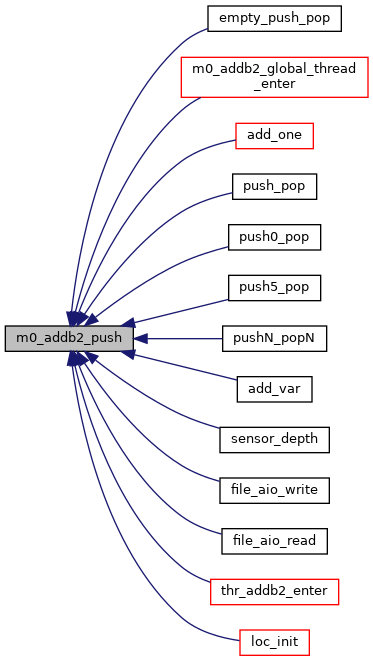 empty_push_pop
m0_addb2_global_thread
_enter
add_one
push_pop
push0_pop
push5_pop
m0_addb2_push
pushN_popN
add_var
sensor_depth
file_aio_write
file_aio_read
thr_addb2_enter
loc_init